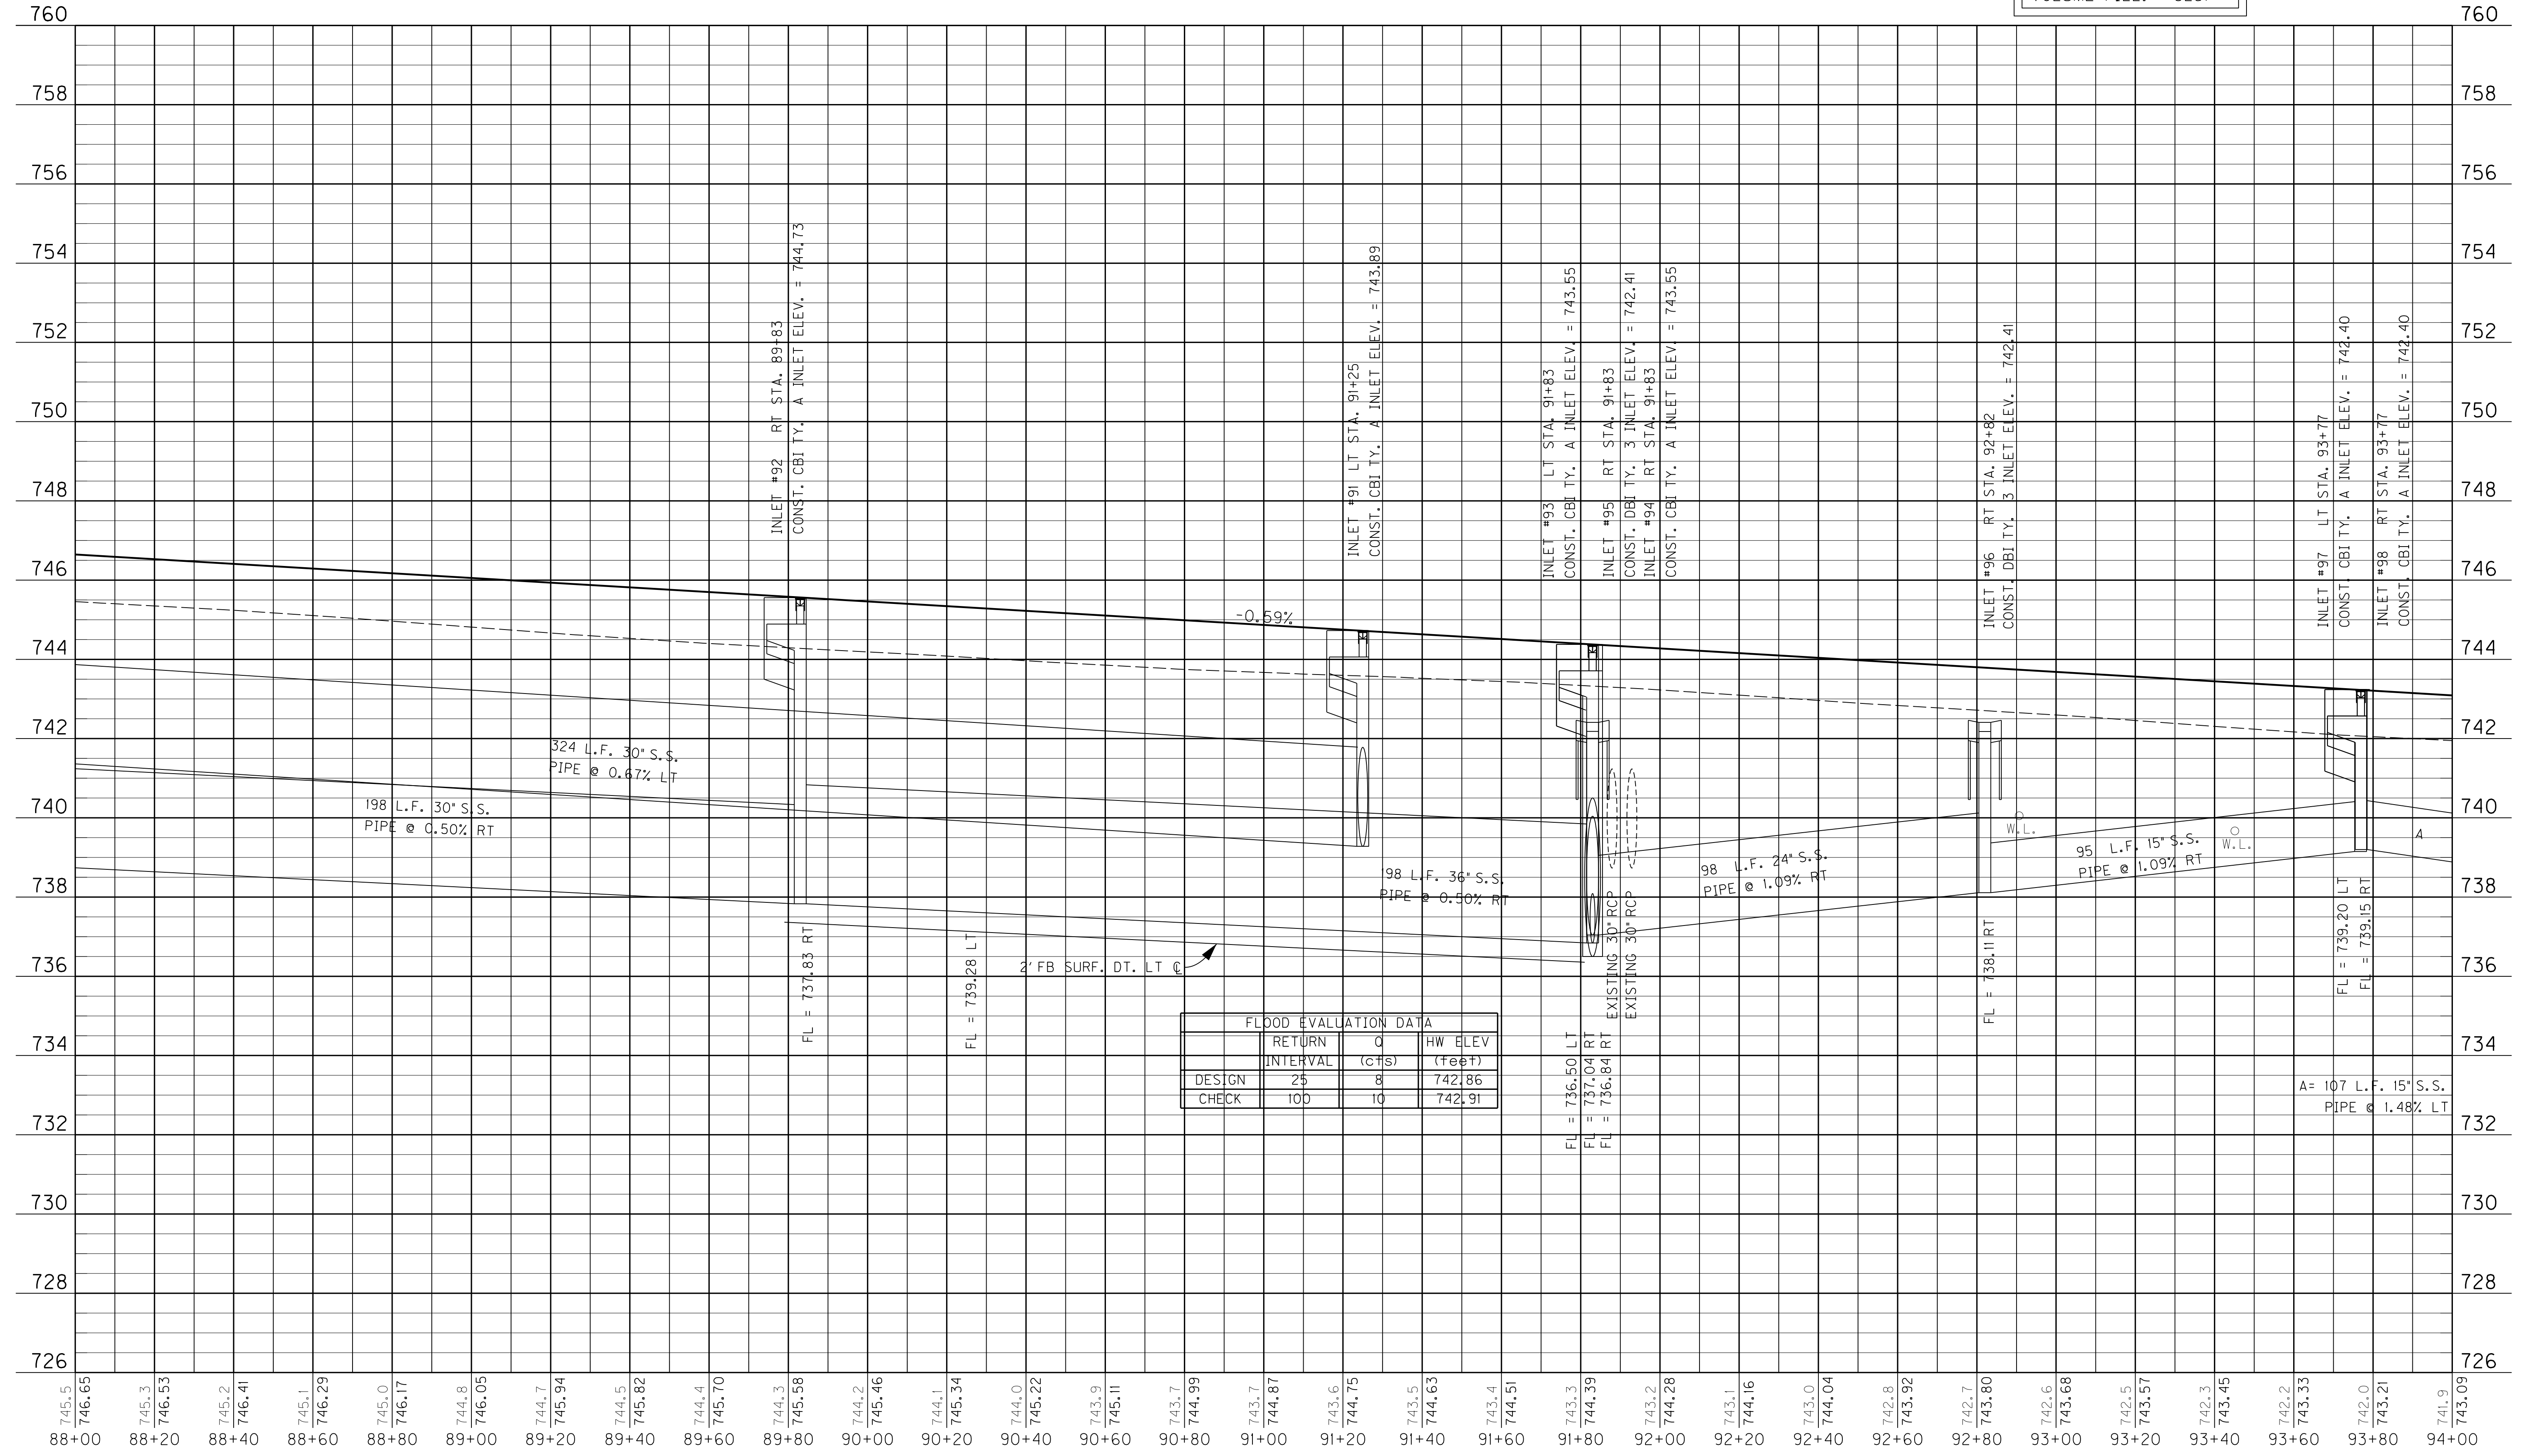 760
760
758
758
756
756
754
754
752
752
750
750
748
748
746
746
744
744
742
742
740
740
738
738
736
736
734
734
732
732
730
730
728
728
726
726
INLET #92 RT STA. 89+83
CONST. CBI TY. A INLET ELEV. = 744.73
INLET #91 LT STA. 91+25
CONST. CBI TY. A INLET ELEV. = 743.89
INLET #93 LT STA. 91+83
CONST. CBI TY. A INLET ELEV. = 743.55
INLET #95 RT STA. 91+83
CONST. DBI TY. 3 INLET ELEV. = 742.41
INLET #94 RT STA. 91+83
CONST. CBI TY. A INLET ELEV. = 743.55
INLET #96 RT STA. 92+82
CONST. DBI TY. 3 INLET ELEV. = 742.41
INLET #97 LT STA. 93+77
CONST. CBI TY. A INLET ELEV. = 742.40
INLET #98 RT STA. 93+77
CONST. CBI TY. A INLET ELEV. = 742.40
-0.59%
324 L.F. 30" S.S.
PIPE @ 0.67% LT
198 L.F. 30" S.S.
PIPE @ 0.50% RT
198 L.F. 36" S.S.
PIPE @ 0.50% RT
98 L.F. 24" S.S.
PIPE @ 1.09% RT
95 L.F. 15" S.S.
PIPE @ 1.09% RT
W.L.
W.L.
A
2' FB SURF. DT. LT ℄
EXISTING 30" RCP
EXISTING 30" RCP
FL = 737.83 RT
FL = 739.28 LT
FL = 736.50 LT
FL = 737.04 RT
FL = 736.84 RT
FL = 738.11 RT
FL = 739.20 LT
FL = 739.15 RT
FLOOD EVALUATION DATA
RETURN INTERVAL Q (cfs) HW ELEV (feet)
DESIGN 25 8 742.86
CHECK 100 10 742.91
A= 107 L.F. 15" S.S.
PIPE @ 1.48% LT
745.5 746.65
745.3 746.53
745.2 746.41
745.1 746.29
745.0 746.17
744.8 746.05
744.7 745.94
744.5 745.82
744.4 745.70
744.3 745.58
744.2 745.46
744.1 745.34
744.0 745.22
743.9 745.11
743.7 744.99
743.7 744.87
743.6 744.75
743.5 744.63
743.4 744.51
743.3 744.39
743.2 744.28
743.1 744.16
743.0 744.04
742.8 743.92
742.7 743.80
742.6 743.68
742.5 743.57
742.3 743.45
742.2 743.33
742.0 743.21
741.9 743.09
88+00 88+20 88+40 88+60 88+80 89+00 89+20 89+40 89+60 89+80 90+00 90+20 90+40 90+60 90+80 91+00 91+20 91+40 91+60 91+80 92+00 92+20 92+40 92+60 92+80 93+00 93+20 93+40 93+60 93+80 94+00